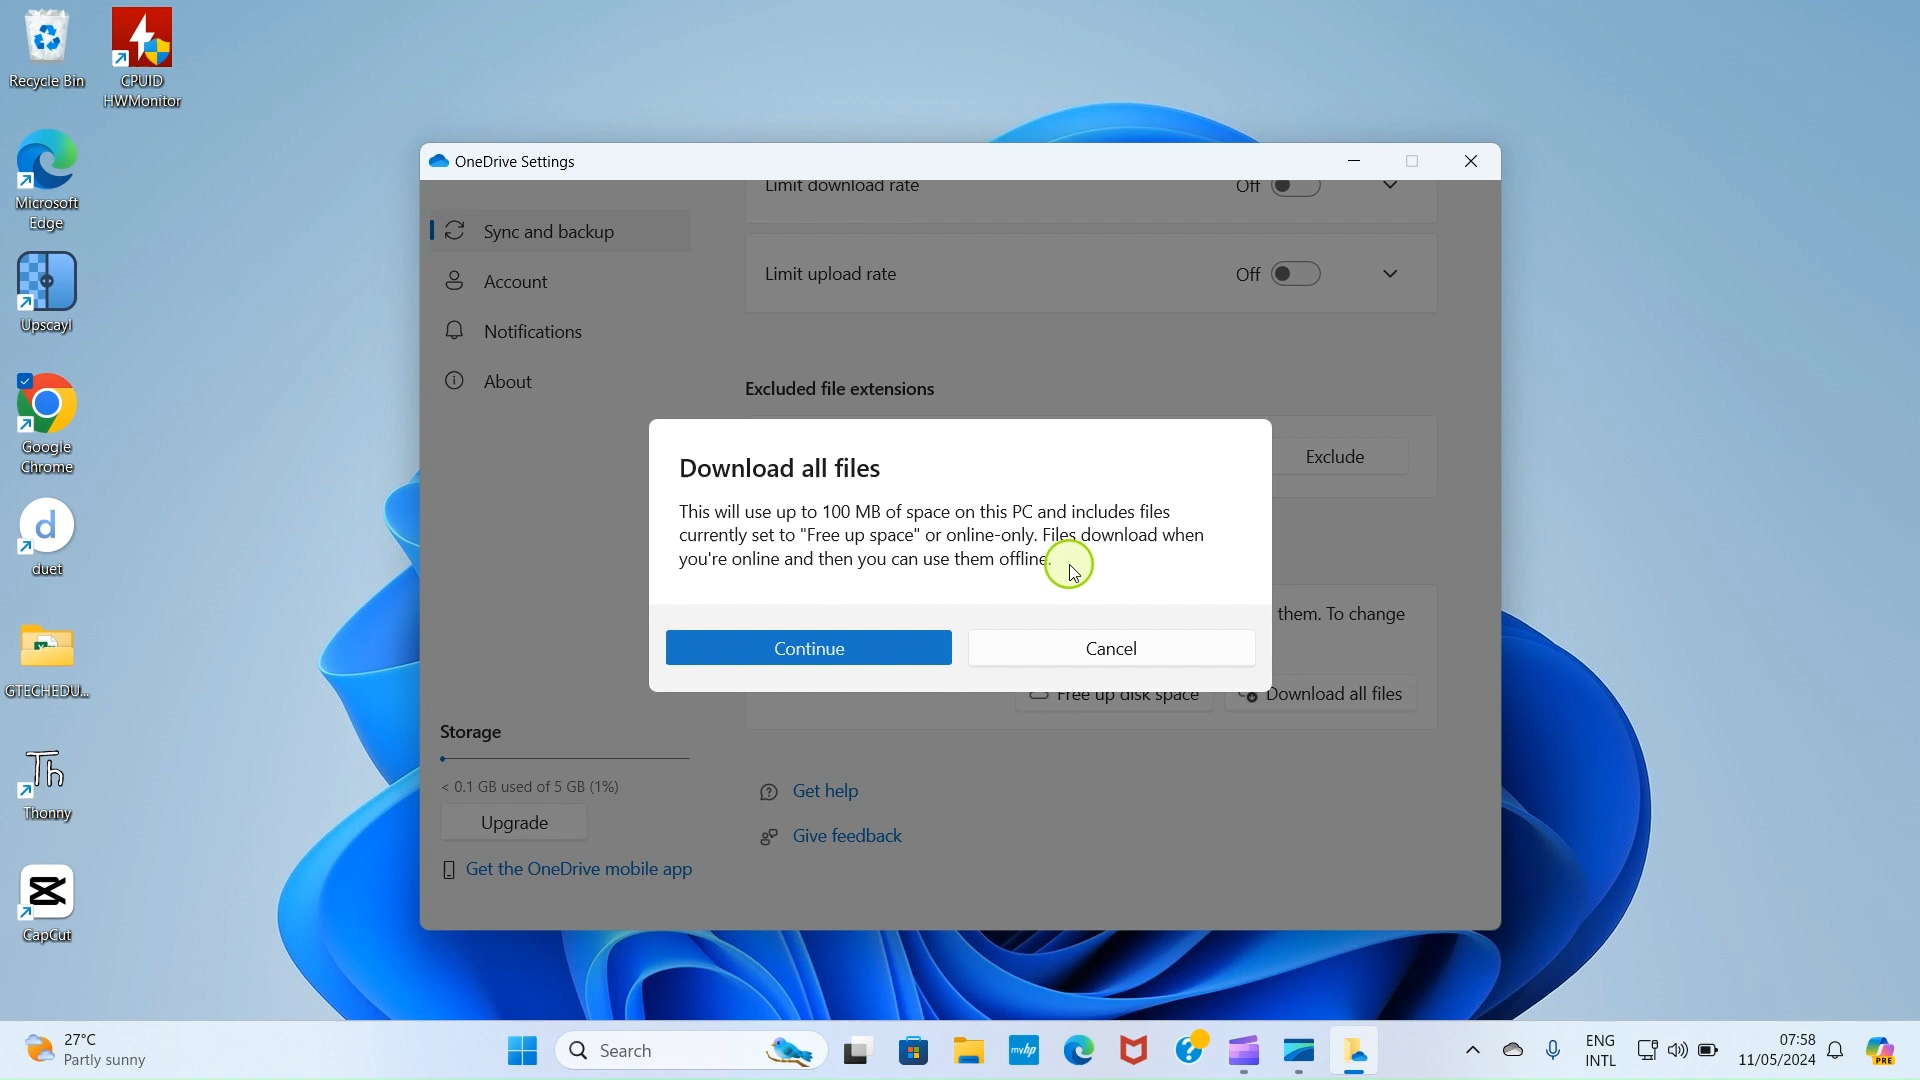 Recycle Bin
CPUID
HWMonitor
Microsoft
Edge
Upscayl
Google
Chrome
duet
GTECHEDU...
Thonny
CapCut
OneDrive Settings
Sync and backup
Account
Notifications
About
Limit download rate
Off
Limit upload rate
Off
Excluded file extensions
Exclude
Download all files
This will use up to 100 MB of space on this PC and includes files
currently set to "Free up space" or online-only. Files download when
you're online and then you can use them offline.
Continue
Cancel
them. To change
Free up disk space
Download all files
Storage
< 0.1 GB used of 5 GB (1%)
Upgrade
Get the OneDrive mobile app
Get help
Give feedback
27°C
Partly sunny
Search
myhp
ENG
INTL
07:58
11/05/2024
PRE